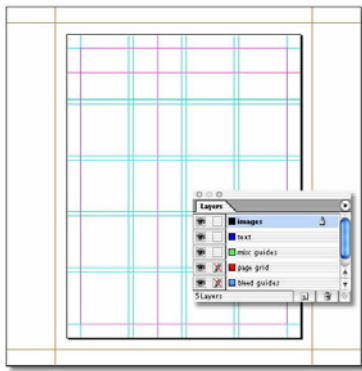 Layers
images
text
misc guides
page grid
bleed guides
5 Layers